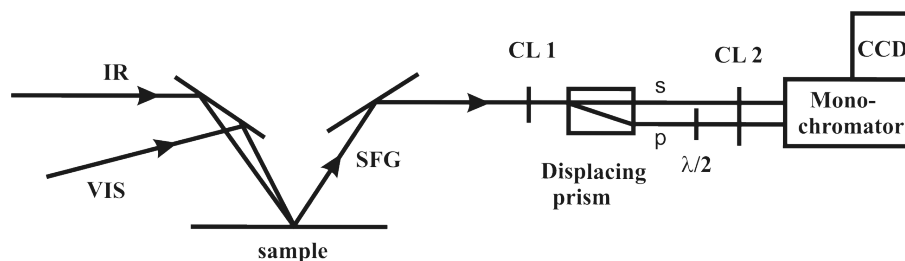 IR
VIS
sample
SFG
CL 1
Displacing
prism
s
p
λ/2
CL 2
Mono-
chromator
CCD